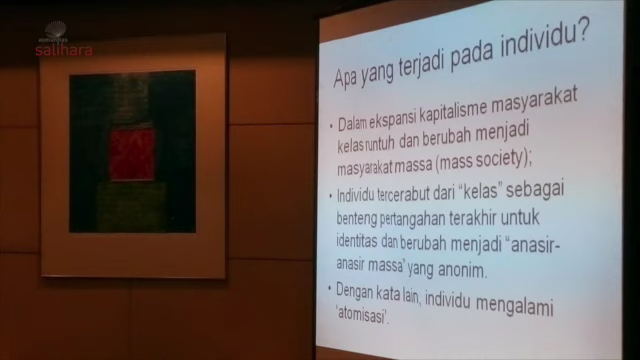 komunitas
salihara
Apa yang terjadi pada individu?
• Dalam ekspansi kapitalisme masyarakat
kelas runtuh dan berubah menjadi
masyarakat massa (mass society);
• Individu tercerabut dari "kelas" sebagai
benteng pertangahan terakhir untuk
identitas dan berubah menjadi "anasir-
anasir massa' yang anonim.
• Dengan kata lain, individu mengalami
'atomisasi'.